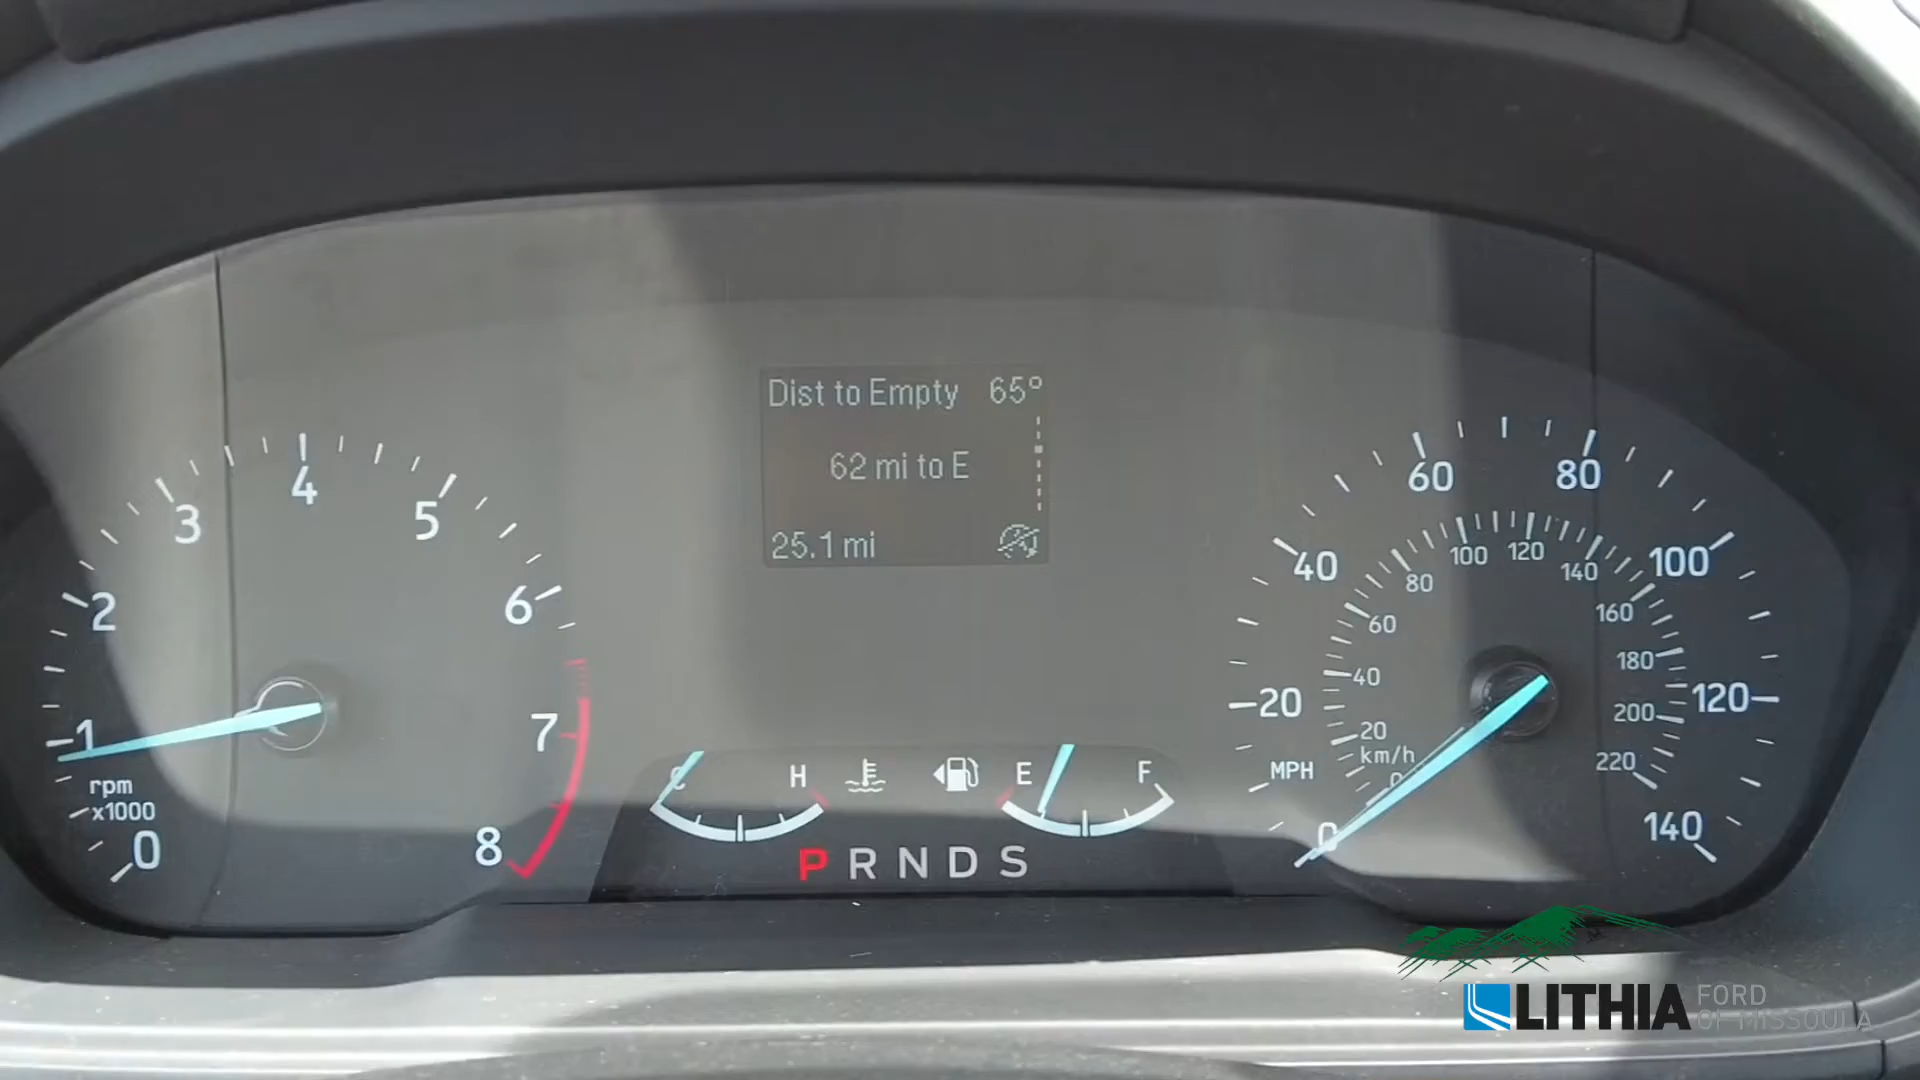 Dist to Empty 65°
62 mi to E
25.1 mi
0 1 2 3 4 5 6 7 8
rpm
x1000
C H
E F
P R N D S
0 20 40 60 80 100 120 140
MPH
0 20 40 60 80 100 120 140 160 180 200 220
km/h
LITHIA FORD
OF MISSOULA